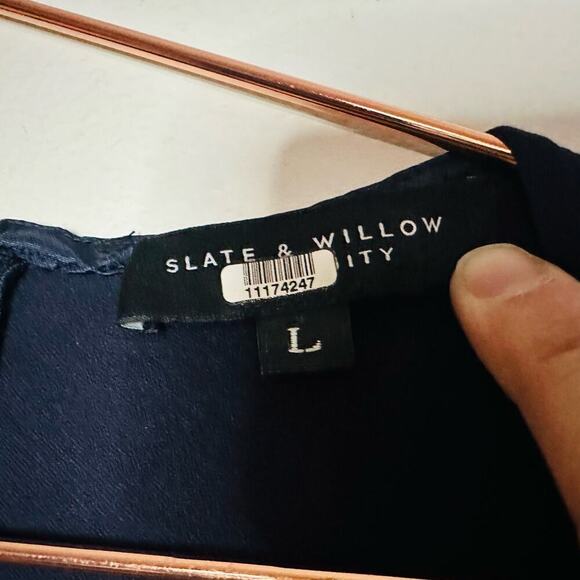 SLATE & WILLOW
ITY
11174247
L